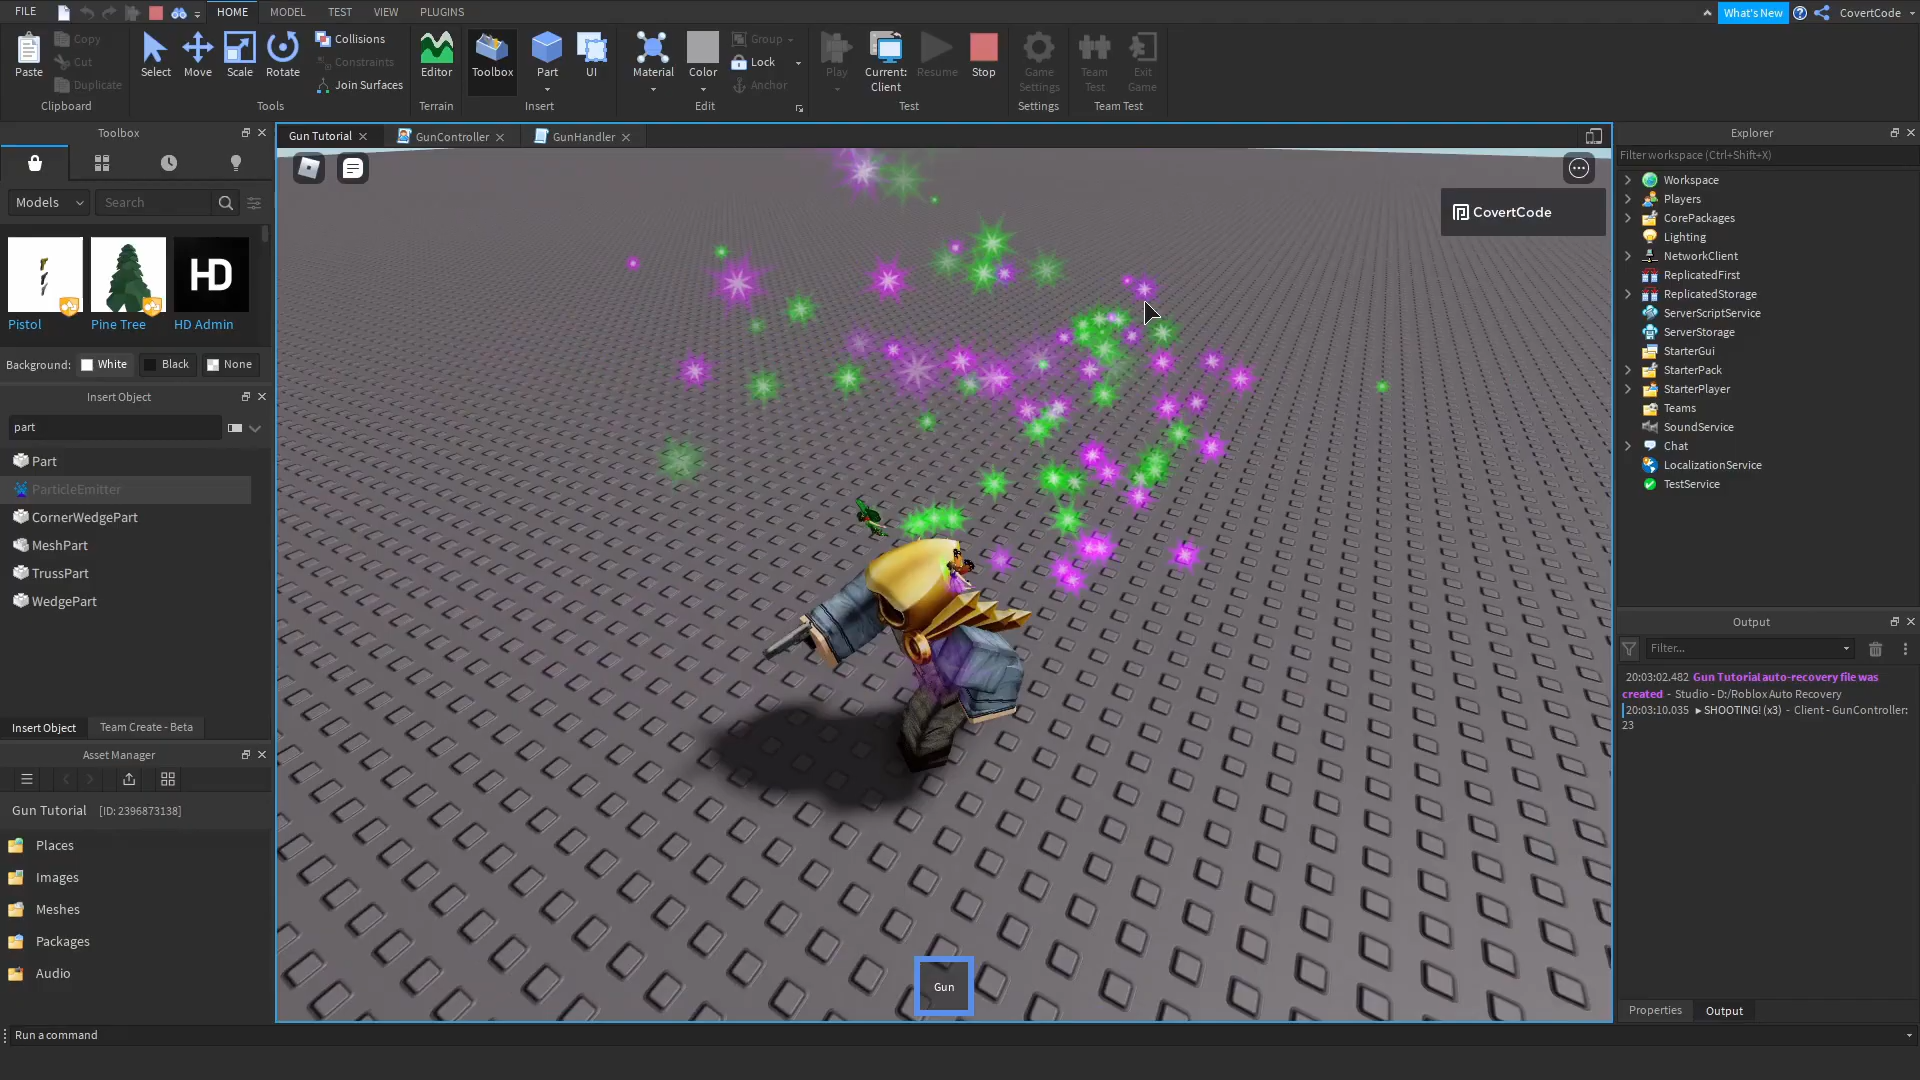 FILE HOME MODEL TEST VIEW PLUGINS What's New CovertCode
Paste
Copy
Cut
Duplicate
Clipboard
Select Move Scale Rotate
Collisions
Constraints
Join Surfaces
Tools
Editor
Terrain
Toolbox Part UI
Insert
Material Color
Group
Lock
Anchor
Edit
Play
Current:
Client
Resume Stop
Test
Game
Settings
Settings
Team
Test
Exit
Game
Team Test
Toolbox
Models Search
HD
Pistol Pine Tree HD Admin
Background: White Black None
Insert Object
part
Part
ParticleEmitter
CornerWedgePart
MeshPart
TrussPart
WedgePart
Insert Object Team Create - Beta
Asset Manager
Gun Tutorial [ID: 2396873138]
Places
Images
Meshes
Packages
Audio
Run a command
Gun Tutorial GunController GunHandler
CovertCode
Gun
Explorer
Filter workspace (Ctrl+Shift+X)
Workspace
Players
CorePackages
Lighting
NetworkClient
ReplicatedFirst
ReplicatedStorage
ServerScriptService
ServerStorage
StarterGui
StarterPack
StarterPlayer
Teams
SoundService
Chat
LocalizationService
TestService
Output
Filter...
20:03:02.482 Gun Tutorial auto-recovery file was
created - Studio - D:/Roblox Auto Recovery
20:03:10.035 ▸ SHOOTING! (x3) - Client - GunController:
23
Properties Output